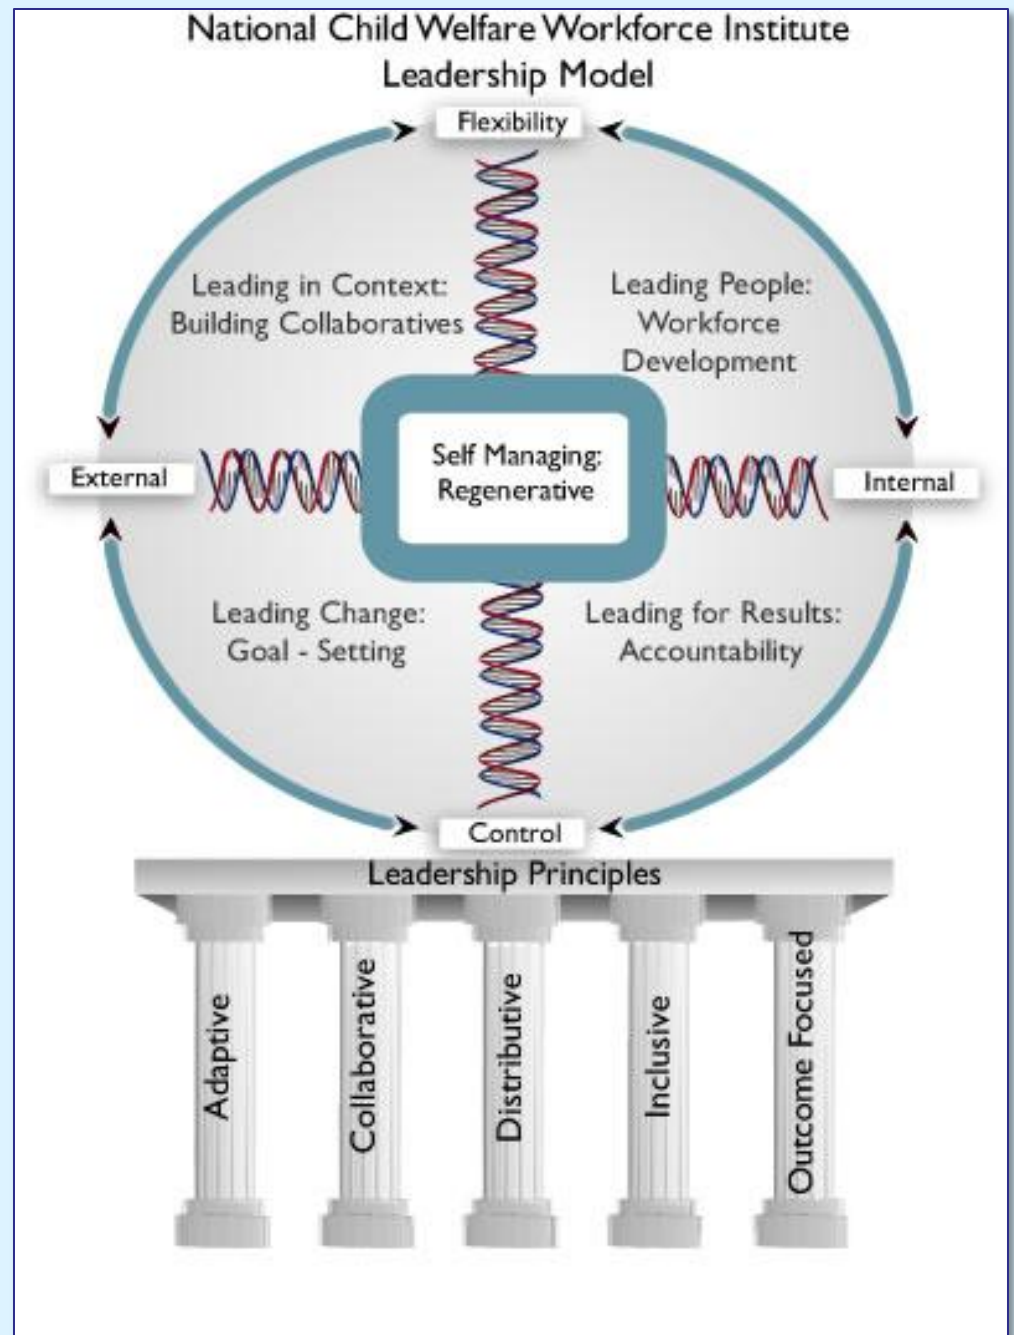 National Child Welfare Workforce Institute
Leadership Model
Flexibility
Leading in Context:
Building Collaboratives
Leading People:
Workforce
Development
External
Self Managing:
Regenerative
Internal
Leading Change:
Goal - Setting
Leading for Results:
Accountability
Control
Leadership Principles
Adaptive
Collaborative
Distributive
Inclusive
Outcome Focused